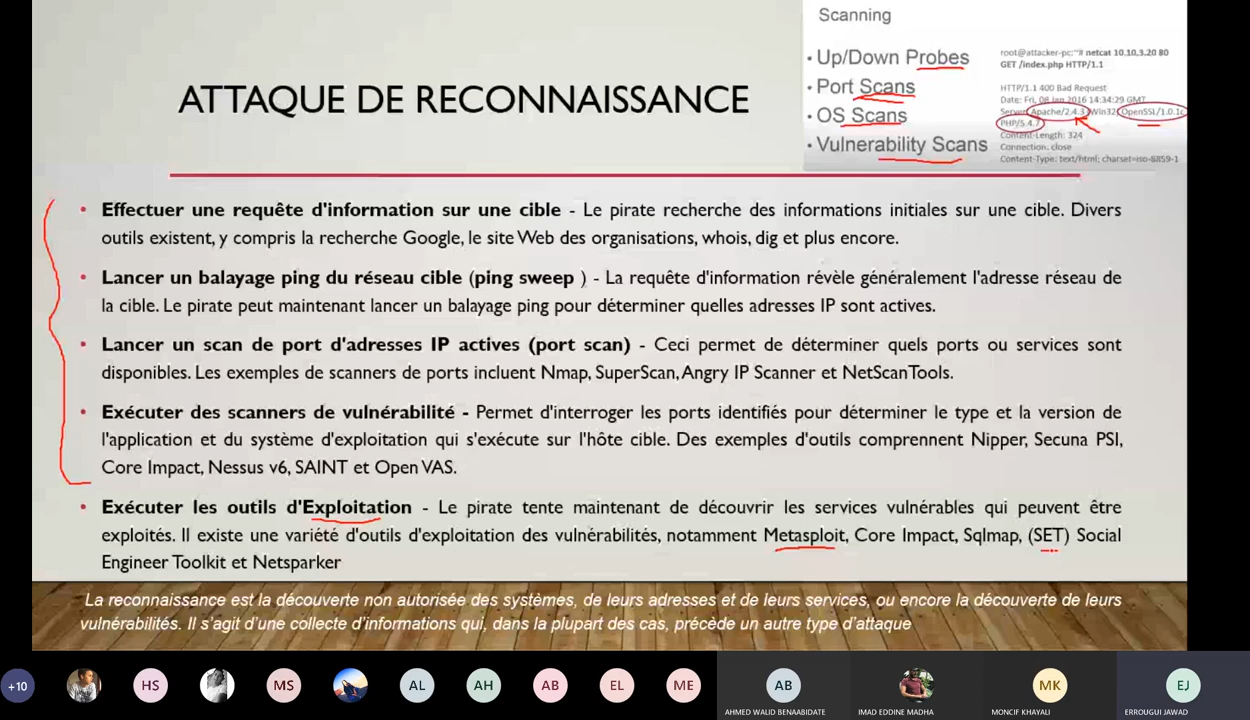 Scanning
• Up/Down Probes
• Port Scans
• OS Scans
• Vulnerability Scans
root@attacker-pc:~# netcat 10.10.3.20 80
GET /index.php HTTP/1.1
HTTP/1.1 400 Bad Request
Date: Fri, 08 Jan 2016 14:34:29 GMT
Server: Apache/2.4.3 Win32 OpenSSL/1.0.1c
PHP/5.4.7
Content-Length: 324
Connection: close
Content-Type: text/html; charset=iso-8859-1
ATTAQUE DE RECONNAISSANCE
• Effectuer une requête d'information sur une cible - Le pirate recherche des informations initiales sur une cible. Divers
outils existent, y compris la recherche Google, le site Web des organisations, whois, dig et plus encore.
• Lancer un balayage ping du réseau cible (ping sweep ) - La requête d'information révèle généralement l'adresse réseau de
la cible. Le pirate peut maintenant lancer un balayage ping pour déterminer quelles adresses IP sont actives.
• Lancer un scan de port d'adresses IP actives (port scan) - Ceci permet de déterminer quels ports ou services sont
disponibles. Les exemples de scanners de ports incluent Nmap, SuperScan, Angry IP Scanner et NetScanTools.
• Exécuter des scanners de vulnérabilité - Permet d'interroger les ports identifiés pour déterminer le type et la version de
l'application et du système d'exploitation qui s'exécute sur l'hôte cible. Des exemples d'outils comprennent Nipper, Secuna PSI,
Core Impact, Nessus v6, SAINT et Open VAS.
• Exécuter les outils d'Exploitation - Le pirate tente maintenant de découvrir les services vulnérables qui peuvent être
exploités. Il existe une variété d'outils d'exploitation des vulnérabilités, notamment Metasploit, Core Impact, Sqlmap, (SET) Social
Engineer Toolkit et Netsparker
La reconnaissance est la découverte non autorisée des systèmes, de leurs adresses et de leurs services, ou encore la découverte de leurs
vulnérabilités. Il s'agit d'une collecte d'informations qui, dans la plupart des cas, précède un autre type d'attaque
+10 HS MS AL AH AB EL ME AB MK EJ
AHMED WALID BENAABIDATE IMAD EDDINE MADHA MONCIF KHAYALI ERROUGUI JAWAD